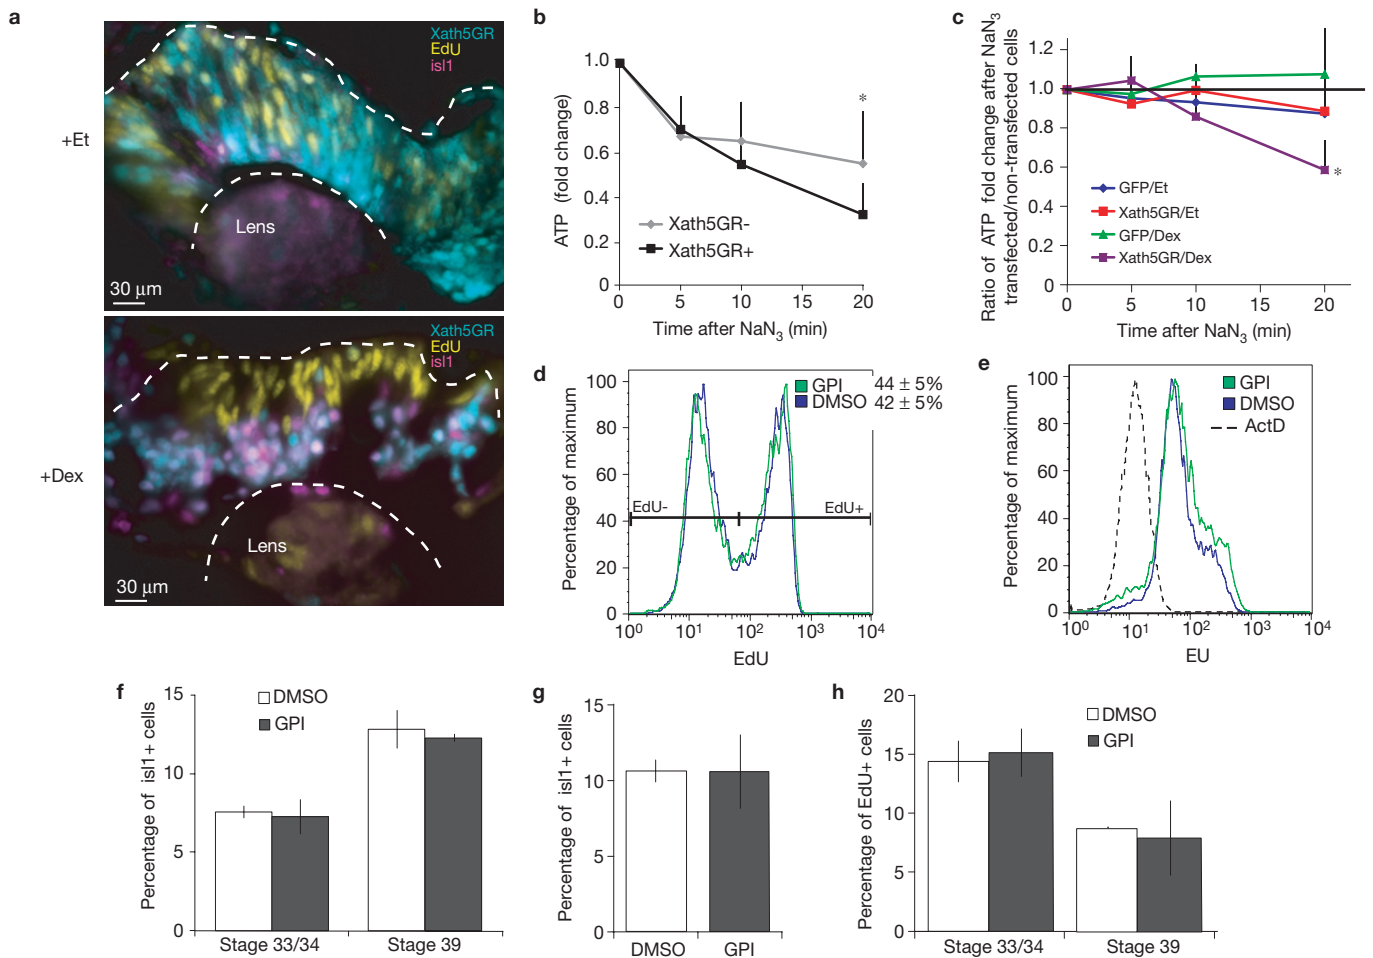 a
Xath5GR
EdU
isl1
+Et
Lens
30 µm
Xath5GR
EdU
isl1
+Dex
Lens
30 µm
b
ATP (fold change)
1.0
0.8
0.6
0.4
0.2
0
*
Xath5GR-
Xath5GR+
0 5 10 15 20
Time after NaN3 (min)
c
Ratio of ATP fold change after NaN3
transfected/non-transfected cells
1.2
1.0
0.8
0.6
0.4
0.2
0
*
GFP/Et
Xath5GR/Et
GFP/Dex
Xath5GR/Dex
0 5 10 15 20
Time after NaN3 (min)
d
Percentage of maximum
100
80
60
40
20
0
GPI 44 ± 5%
DMSO 42 ± 5%
EdU- EdU+
10^0 10^1 10^2 10^3 10^4
EdU
e
Percentage of maximum
100
80
60
40
20
0
GPI
DMSO
ActD
10^0 10^1 10^2 10^3 10^4
EU
f
Percentage of isl1+ cells
15
10
5
0
DMSO
GPI
Stage 33/34 Stage 39
g
Percentage of isl1+ cells
15
10
5
0
DMSO GPI
h
Percentage of EdU+ cells
20
15
10
5
0
DMSO
GPI
Stage 33/34 Stage 39